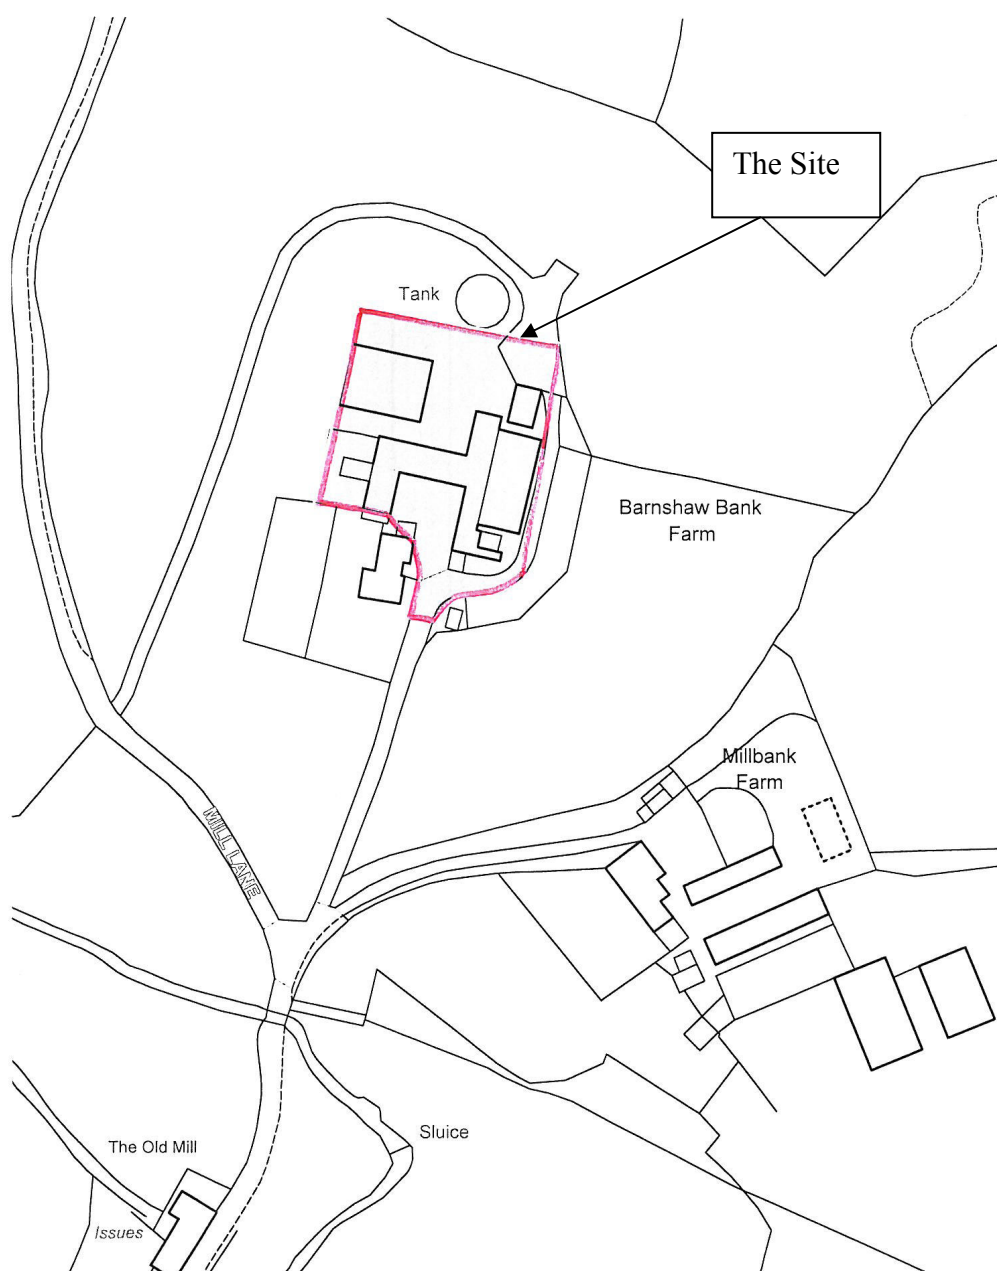 The Site
Tank
Barnshaw Bank
Farm
Millbank
Farm
MILL LANE
Sluice
The Old Mill
Issues